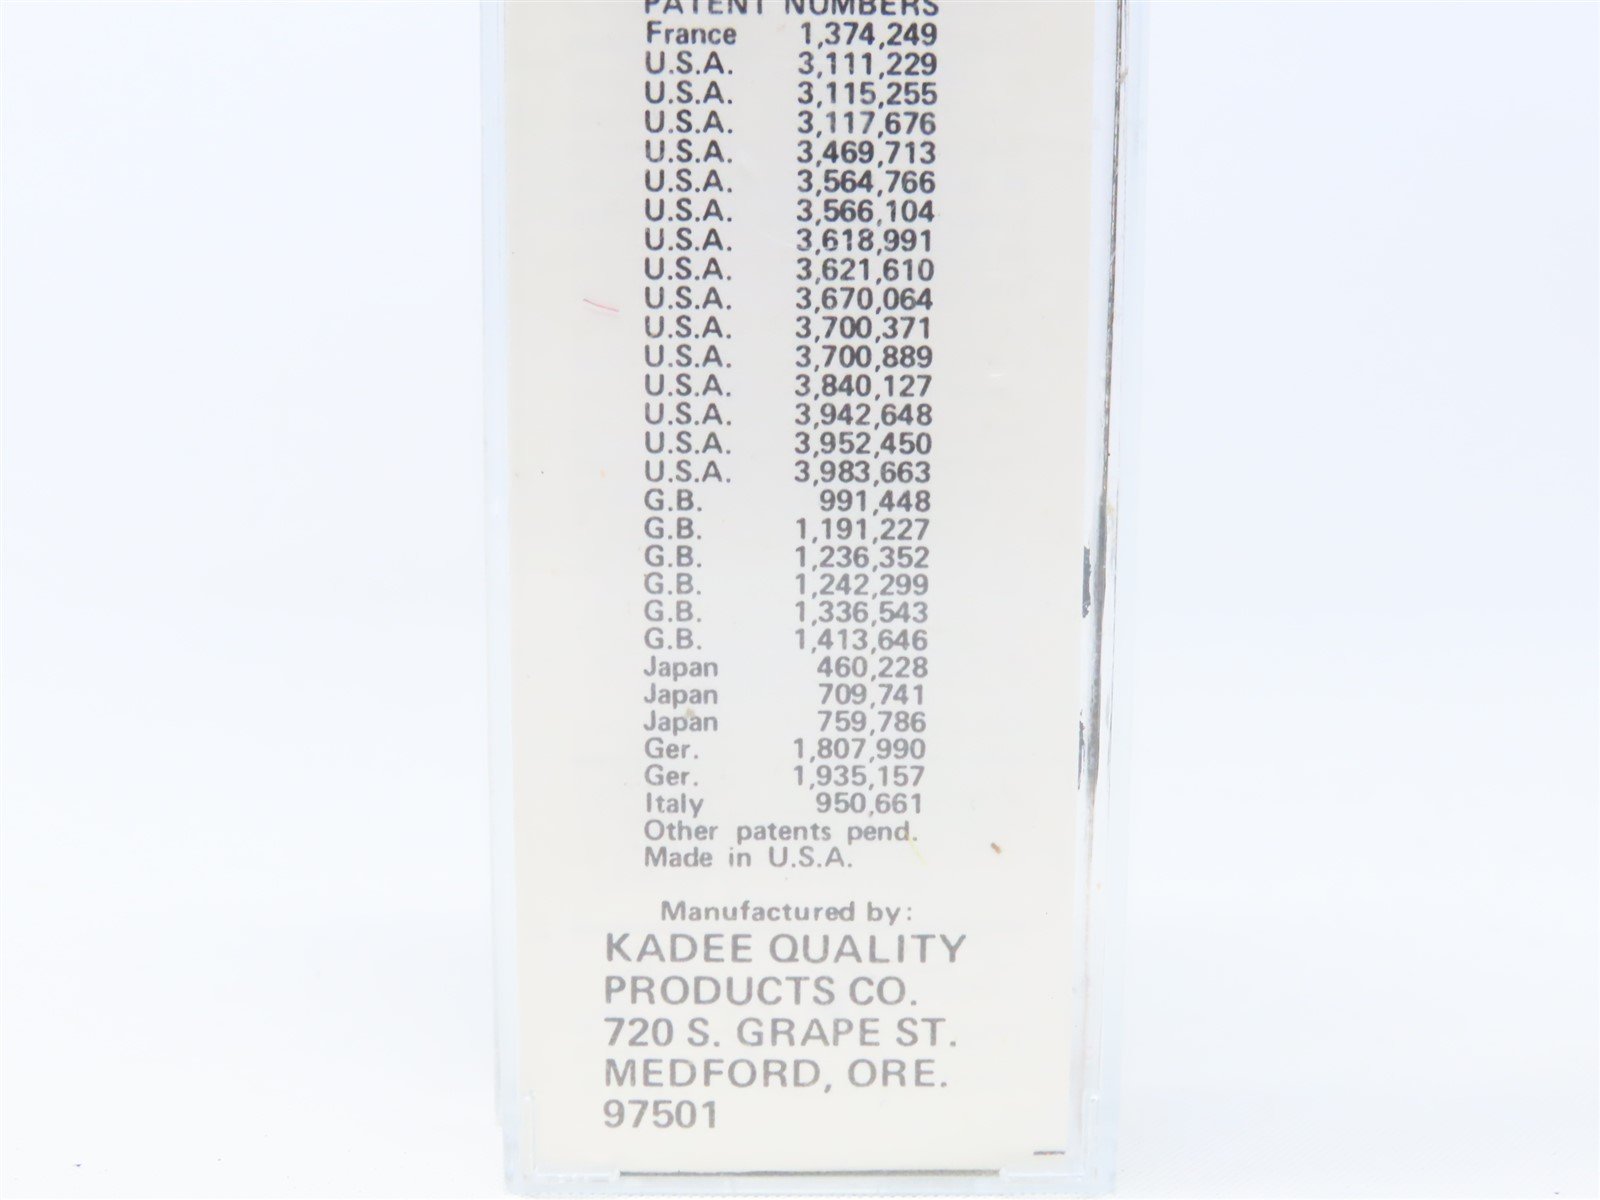 PATENT NUMBERS
France 1,374,249
U.S.A. 3,111,229
U.S.A. 3,115,255
U.S.A. 3,117,676
U.S.A. 3,469,713
U.S.A. 3,564,766
U.S.A. 3,566,104
U.S.A. 3,618,991
U.S.A. 3,621,610
U.S.A. 3,670,064
U.S.A. 3,700,371
U.S.A. 3,700,889
U.S.A. 3,840,127
U.S.A. 3,942,648
U.S.A. 3,952,450
U.S.A. 3,983,663
G.B. 991,448
G.B. 1,191,227
G.B. 1,236,352
G.B. 1,242,299
G.B. 1,336,543
G.B. 1,413,646
Japan 460,228
Japan 709,741
Japan 759,786
Ger. 1,807,990
Ger. 1,935,157
Italy 950,661
Other patents pend.
Made in U.S.A.
Manufactured by:
KADEE QUALITY
PRODUCTS CO.
720 S. GRAPE ST.
MEDFORD, ORE.
97501